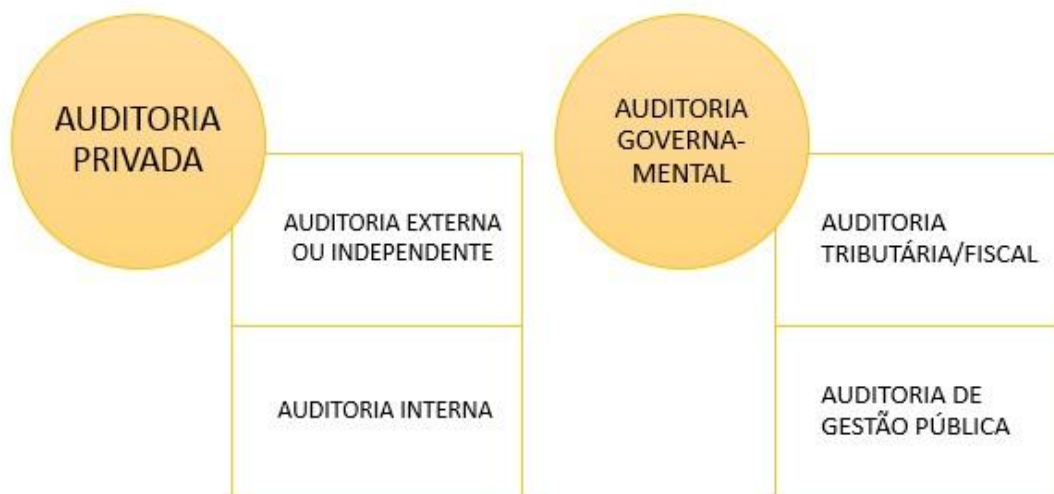 AUDITORIA
PRIVADA
AUDITORIA EXTERNA
OU INDEPENDENTE
AUDITORIA INTERNA
AUDITORIA
GOVERNA-
MENTAL
AUDITORIA
TRIBUTÁRIA/FISCAL
AUDITORIA DE
GESTÃO PÚBLICA